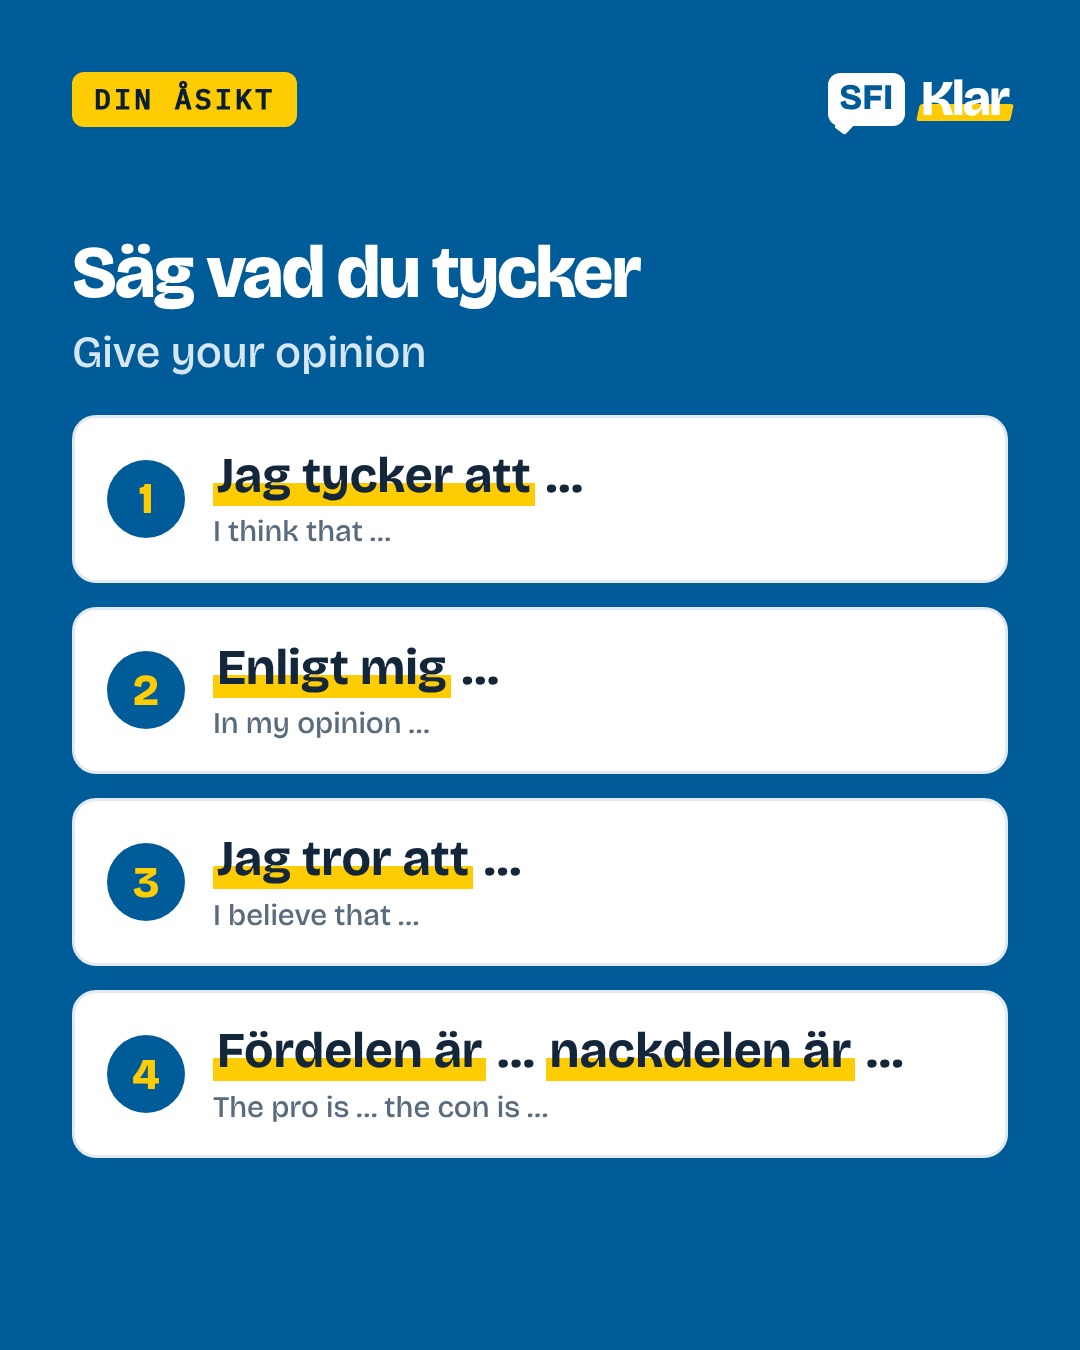 DIN ÅSIKT
SFI Klar
Säg vad du tycker
Give your opinion
1
Jag tycker att ...
I think that ...
2
Enligt mig ...
In my opinion ...
3
Jag tror att ...
I believe that ...
4
Fördelen är ... nackdelen är ...
The pro is ... the con is ...